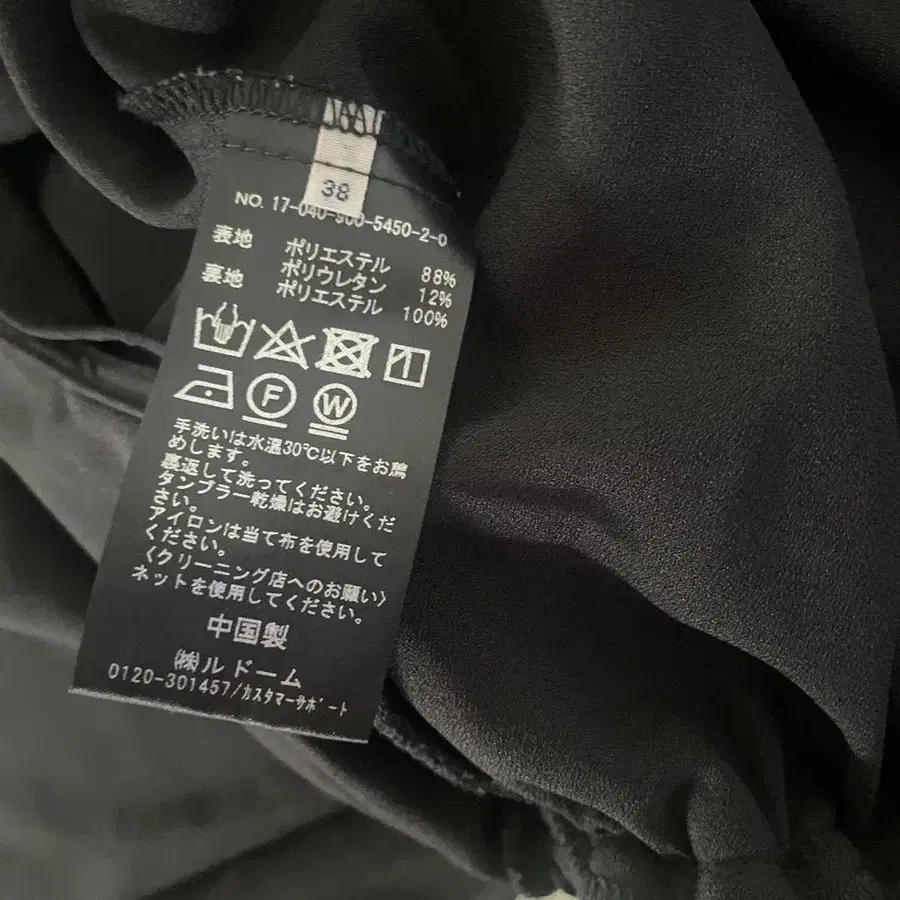 38
NO. 17-040-900-5450-2-0
表地 ポリエステル 88%
ポリウレタン 12%
裏地 ポリエステル 100%
F W
手洗いは水温30℃以下をお薦
めします。
裏返して洗ってください。
タンブラー乾燥はお避けくだ
さい。
アイロンは当て布を使用して
ください。
〈クリーニング店へのお願い〉
ネットを使用してください。
中国製
㈱ルドーム
0120-301457/カスタマーサポート